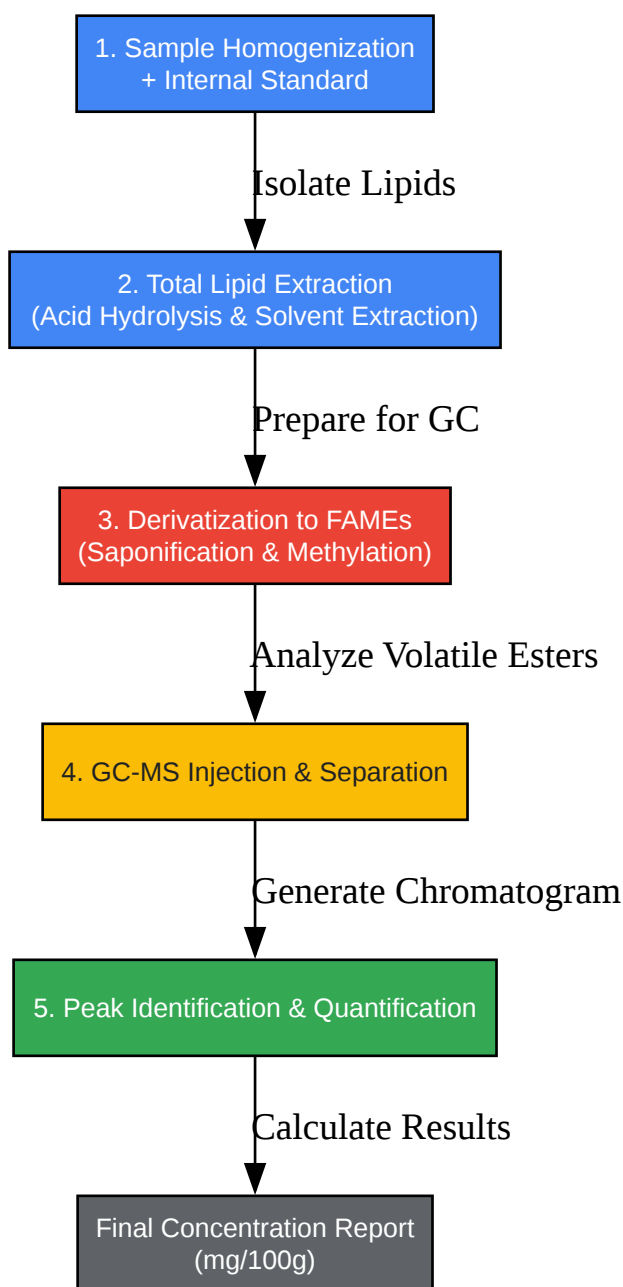 1. Sample Homogenization
+ Internal Standard
Isolate Lipids
2. Total Lipid Extraction
(Acid Hydrolysis & Solvent Extraction)
Prepare for GC
3. Derivatization to FAMEs
(Saponification & Methylation)
Analyze Volatile Esters
4. GC-MS Injection & Separation
Generate Chromatogram
5. Peak Identification & Quantification
Calculate Results
Final Concentration Report
(mg/100g)